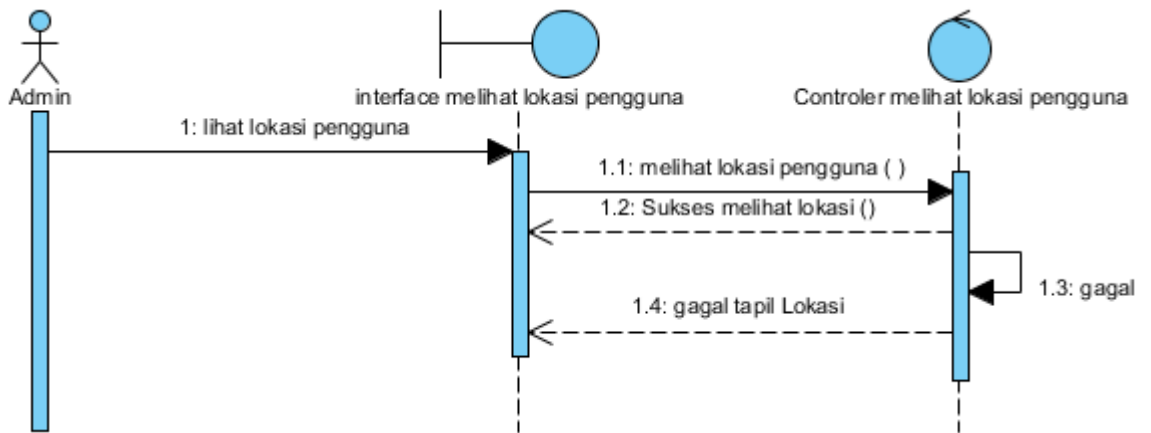 Admin
interface melihat lokasi pengguna
Controler melihat lokasi pengguna
1: lihat lokasi pengguna
1.1: melihat lokasi pengguna ( )
1.2: Sukses melihat lokasi ()
1.3: gagal
1.4: gagal tapil Lokasi